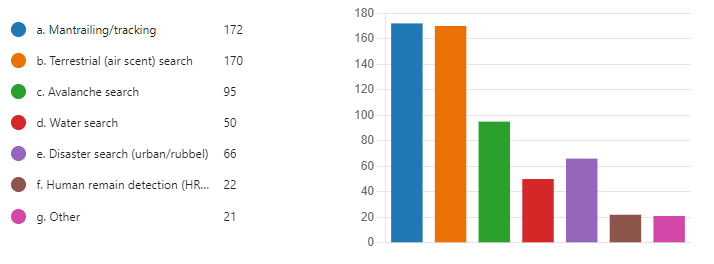 a. Mantrailing/tracking 172
b. Terrestrial (air scent) search 170
c. Avalanche search 95
d. Water search 50
e. Disaster search (urban/rubbel) 66
f. Human remain detection (HR... 22
g. Other 21
180
160
140
120
100
80
60
40
20
0